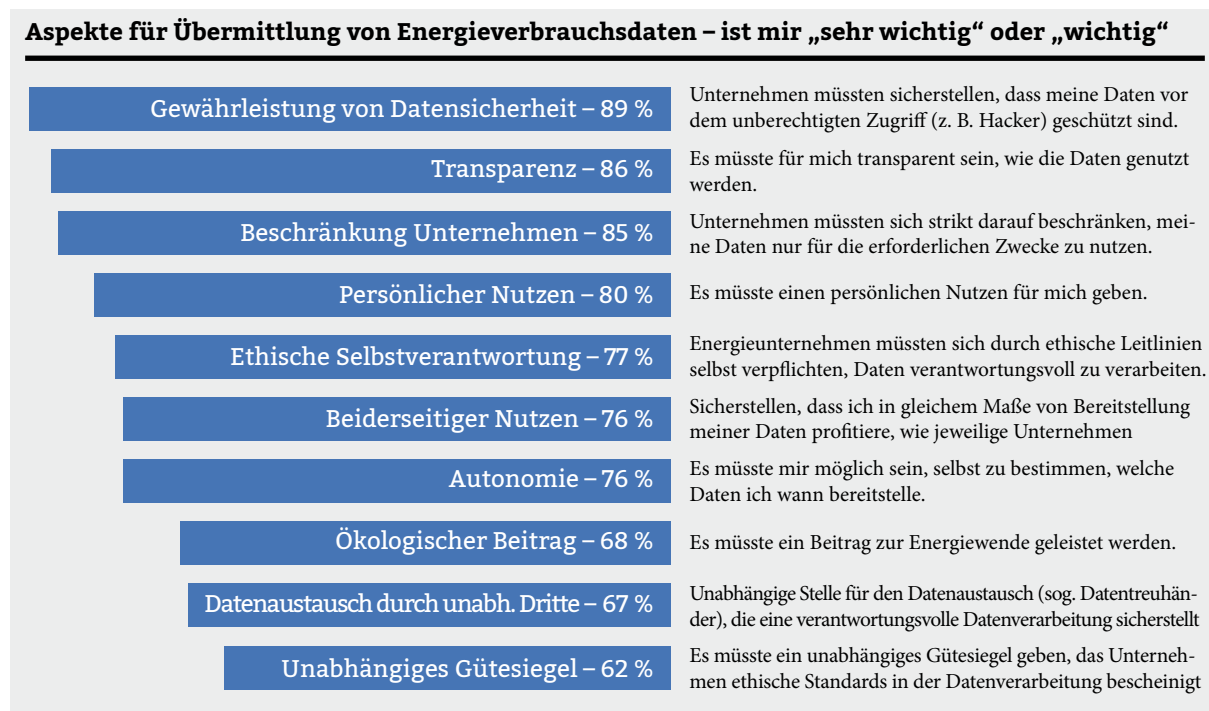 Aspekte für Übermittlung von Energieverbrauchsdaten – ist mir „sehr wichtig“ oder „wichtig“
Gewährleistung von Datensicherheit – 89 %
Unternehmen müssten sicherstellen, dass meine Daten vor
dem unberechtigten Zugriff (z. B. Hacker) geschützt sind.
Transparenz – 86 %
Es müsste für mich transparent sein, wie die Daten genutzt
werden.
Beschränkung Unternehmen – 85 %
Unternehmen müssten sich strikt darauf beschränken, mei-
ne Daten nur für die erforderlichen Zwecke zu nutzen.
Persönlicher Nutzen – 80 %
Es müsste einen persönlichen Nutzen für mich geben.
Ethische Selbstverantwortung – 77 %
Energieunternehmen müssten sich durch ethische Leitlinien
selbst verpflichten, Daten verantwortungsvoll zu verarbeiten.
Beiderseitiger Nutzen – 76 %
Sicherstellen, dass ich in gleichem Maße von Bereitstellung
meiner Daten profitiere, wie jeweilige Unternehmen
Autonomie – 76 %
Es müsste mir möglich sein, selbst zu bestimmen, welche
Daten ich wann bereitstelle.
Ökologischer Beitrag – 68 %
Es müsste ein Beitrag zur Energiewende geleistet werden.
Datenaustausch durch unabh. Dritte – 67 %
Unabhängige Stelle für den Datenaustausch (sog. Datentreuhän-
der), die eine verantwortungsvolle Datenverarbeitung sicherstellt
Unabhängiges Gütesiegel – 62 %
Es müsste ein unabhängiges Gütesiegel geben, das Unterneh-
men ethische Standards in der Datenverarbeitung bescheinigt